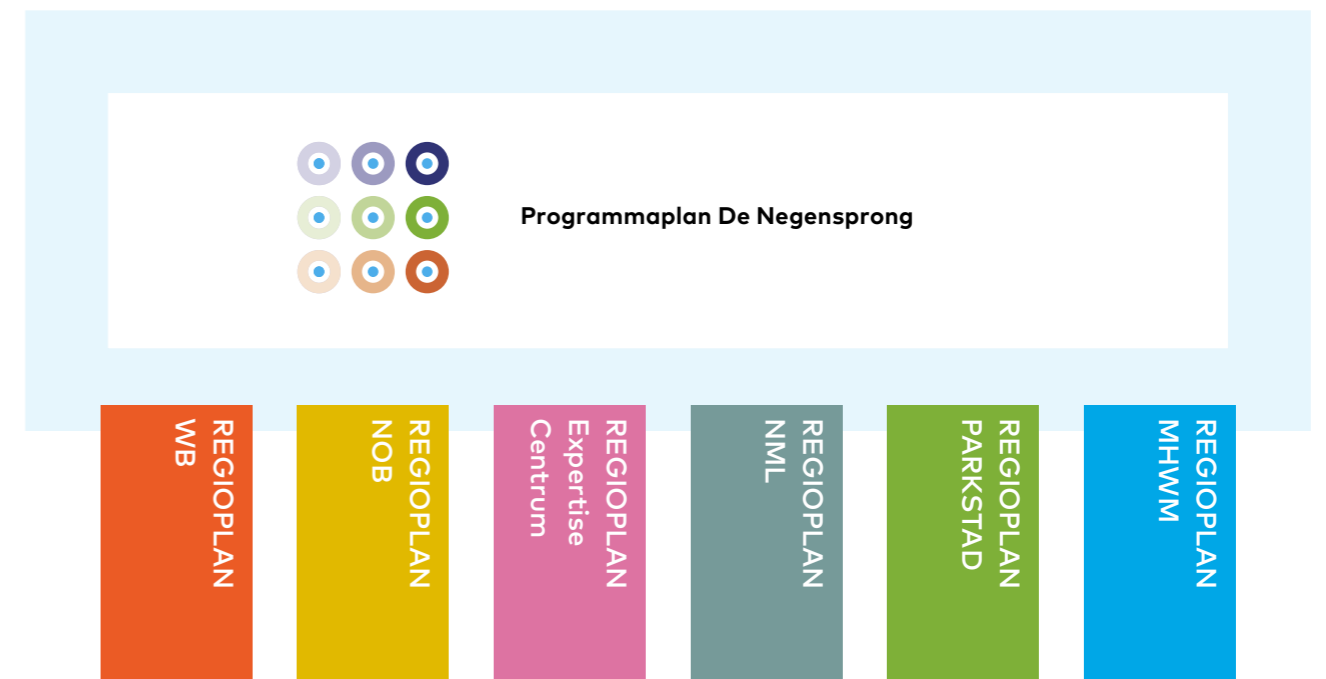 Programmaplan De Negensprong
REGIOPLAN
WB
REGIOPLAN
NOB
REGIOPLAN
Expertise
Centrum
REGIOPLAN
NML
REGIOPLAN
PARKSTAD
REGIOPLAN
MHWM